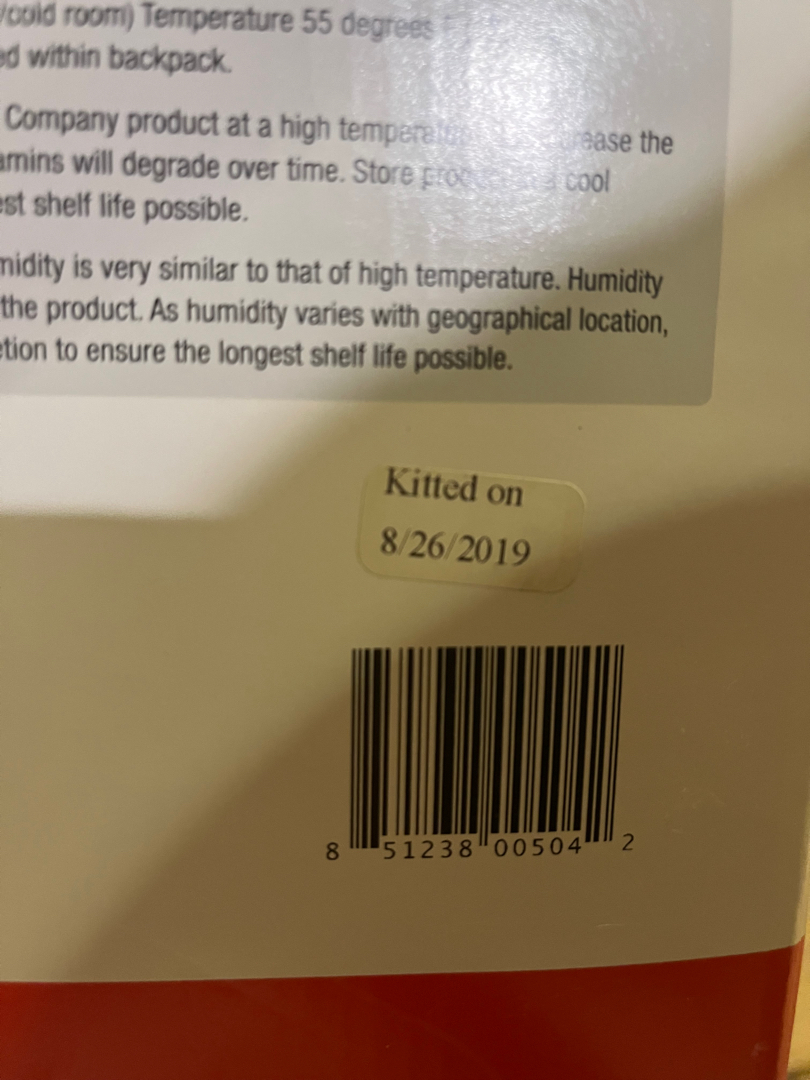 /cold room) Temperature 55 degrees
ed within backpack.
Company product at a high temperature
ease the
amins will degrade over time. Store
cool
est shelf life possible.
midity is very similar to that of high temperature. Humidity
the product. As humidity varies with geographical location,
tion to ensure the longest shelf life possible.
Kitted on
8/26/2019
8 51238 00504 2